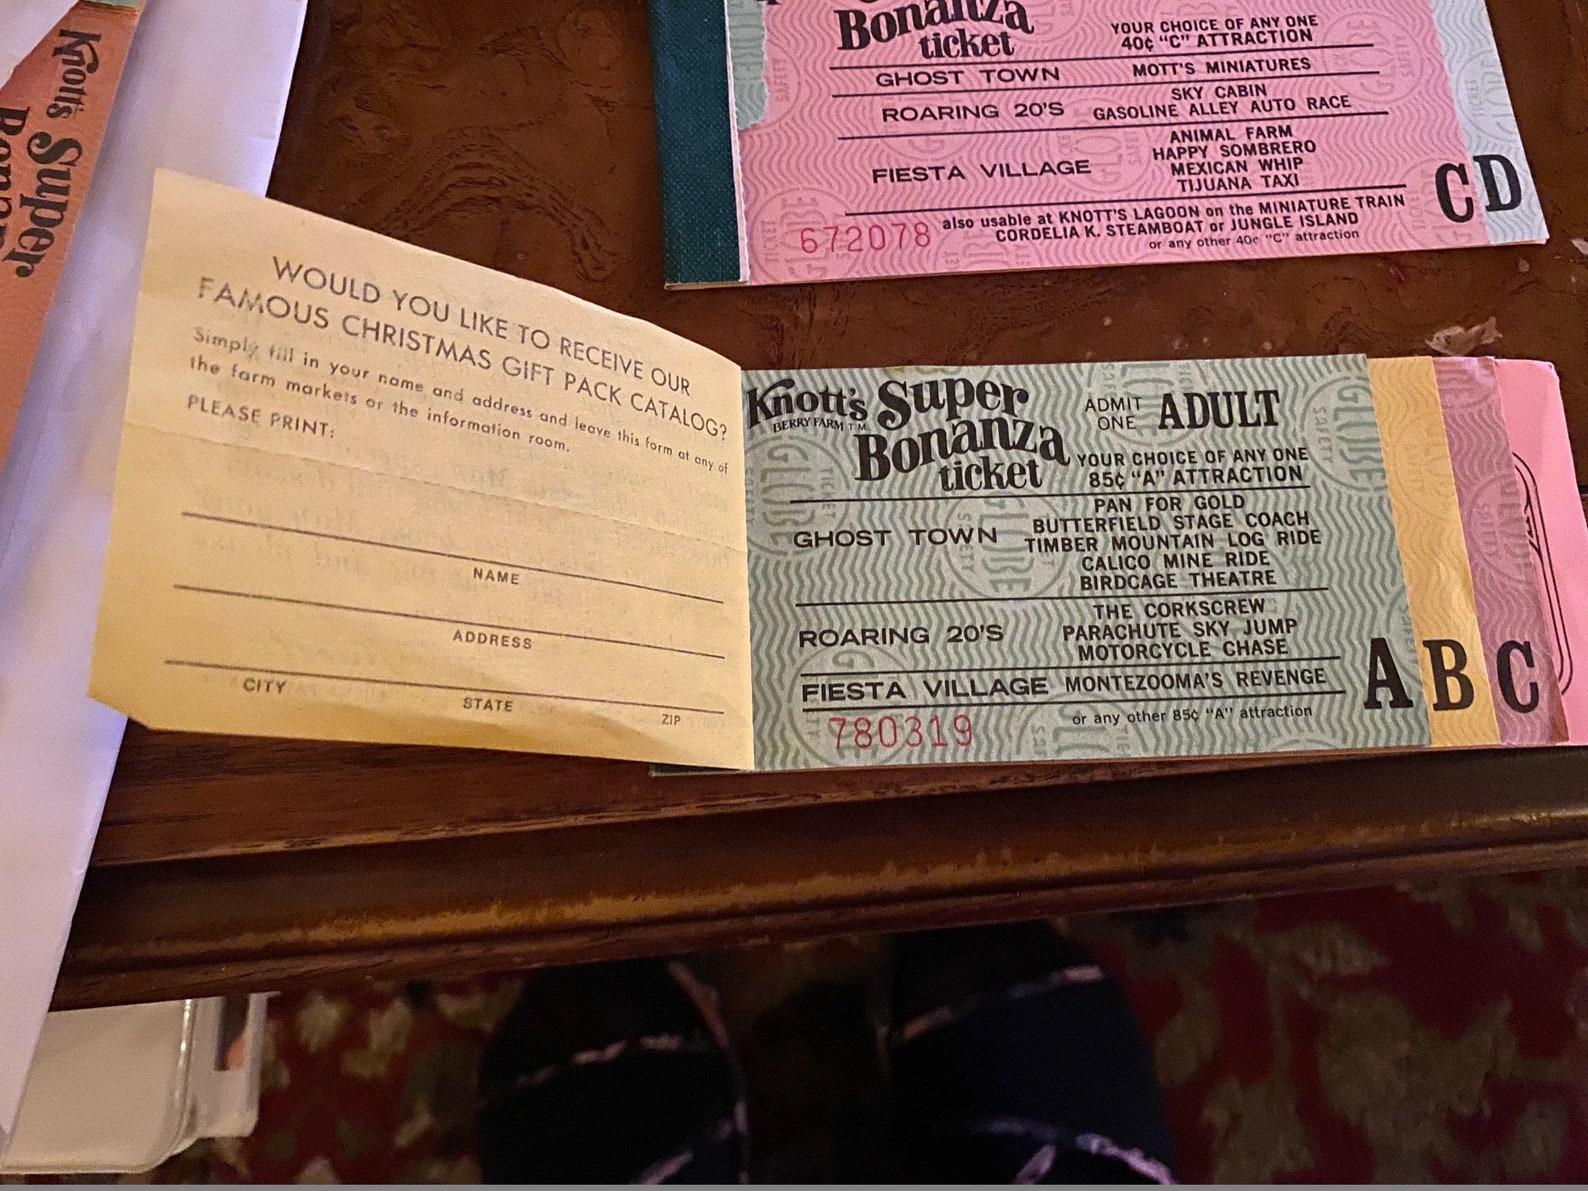 Knott's Super
Bonanza
ticket
YOUR CHOICE OF ANY ONE
40¢ "C" ATTRACTION
GHOST TOWN MOTT'S MINIATURES
ROARING 20'S SKY CABIN
GASOLINE ALLEY AUTO RACE
FIESTA VILLAGE ANIMAL FARM
HAPPY SOMBRERO
MEXICAN WHIP
TIJUANA TAXI
also usable at KNOTT'S LAGOON on the MINIATURE TRAIN
CORDELIA K. STEAMBOAT or JUNGLE ISLAND
or any other 40¢ "C" attraction
672078
C D
WOULD YOU LIKE TO RECEIVE OUR
FAMOUS CHRISTMAS GIFT PACK CATALOG?
Simply fill in your name and address and leave this form at any of
the farm markets or the information room.
PLEASE PRINT:
NAME
ADDRESS
CITY STATE ZIP
Knott's Super
BERRY FARM TM
Bonanza
ticket
ADMIT
ONE ADULT
YOUR CHOICE OF ANY ONE
85¢ "A" ATTRACTION
GHOST TOWN PAN FOR GOLD
BUTTERFIELD STAGE COACH
TIMBER MOUNTAIN LOG RIDE
CALICO MINE RIDE
BIRDCAGE THEATRE
ROARING 20'S THE CORKSCREW
PARACHUTE SKY JUMP
MOTORCYCLE CHASE
FIESTA VILLAGE MONTEZOOMA'S REVENGE
or any other 85¢ "A" attraction
780319
A B C